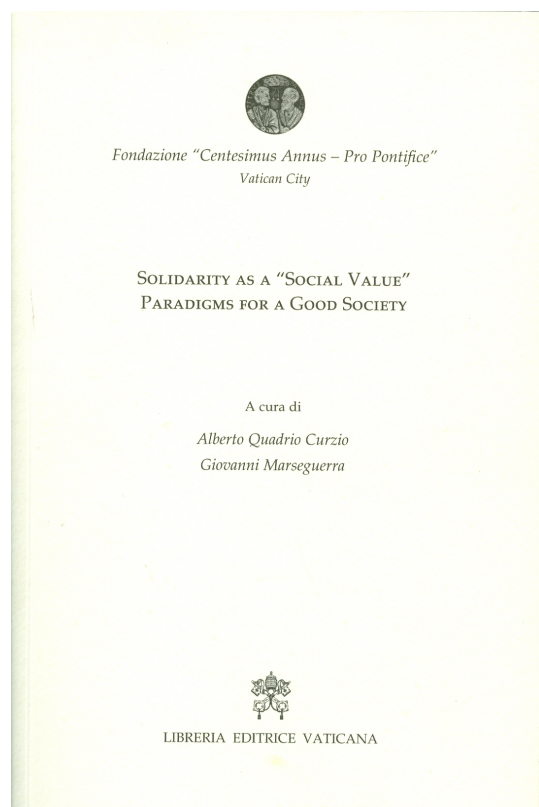 Fondazione “Centesimus Annus – Pro Pontifice”
Vatican City
Solidarity as a “Social Value”
Paradigms for a Good Society
A cura di
Alberto Quadrio Curzio
Giovanni Marseguerra
LIBRERIA EDITRICE VATICANA